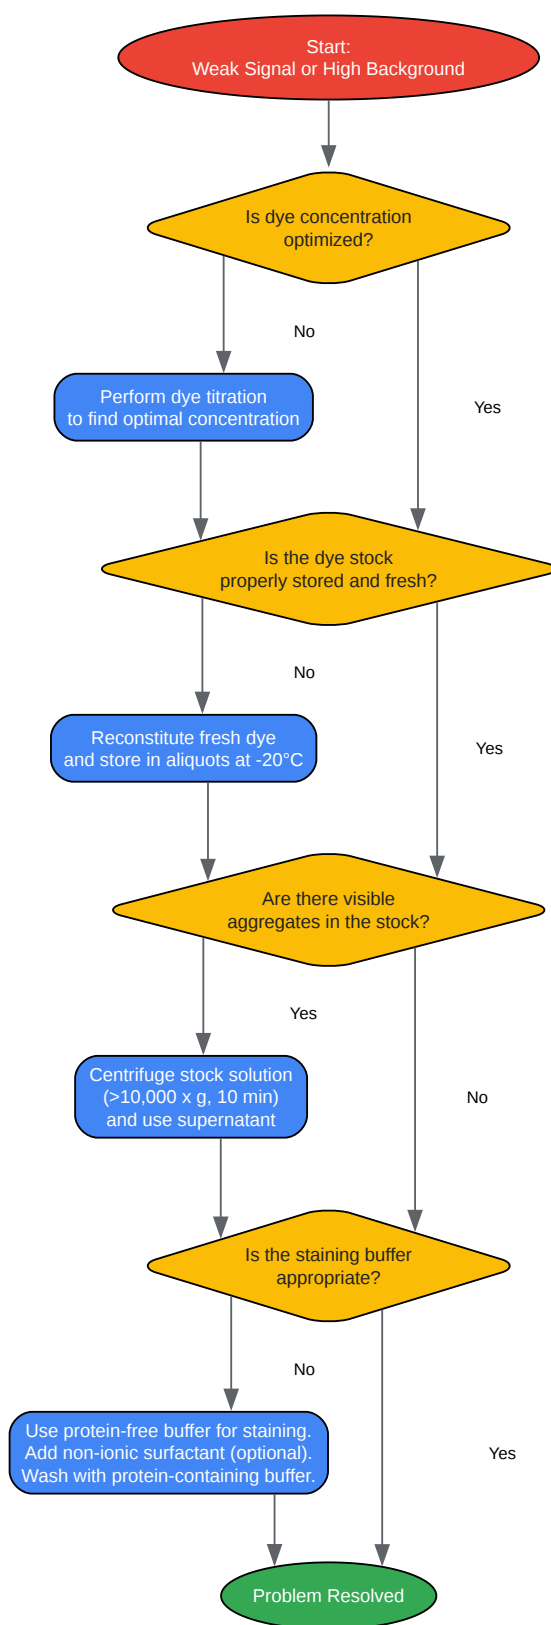 Start:
Weak Signal or High Background
Is dye concentration
optimized?
No
Perform dye titration
to find optimal concentration
Yes
Is the dye stock
properly stored and fresh?
No
Reconstitute fresh dye
and store in aliquots at -20°C
Yes
Are there visible
aggregates in the stock?
Yes
Centrifuge stock solution
(>10,000 x g, 10 min)
and use supernatant
No
Is the staining buffer
appropriate?
No
Use protein-free buffer for staining.
Add non-ionic surfactant (optional).
Wash with protein-containing buffer.
Yes
Problem Resolved